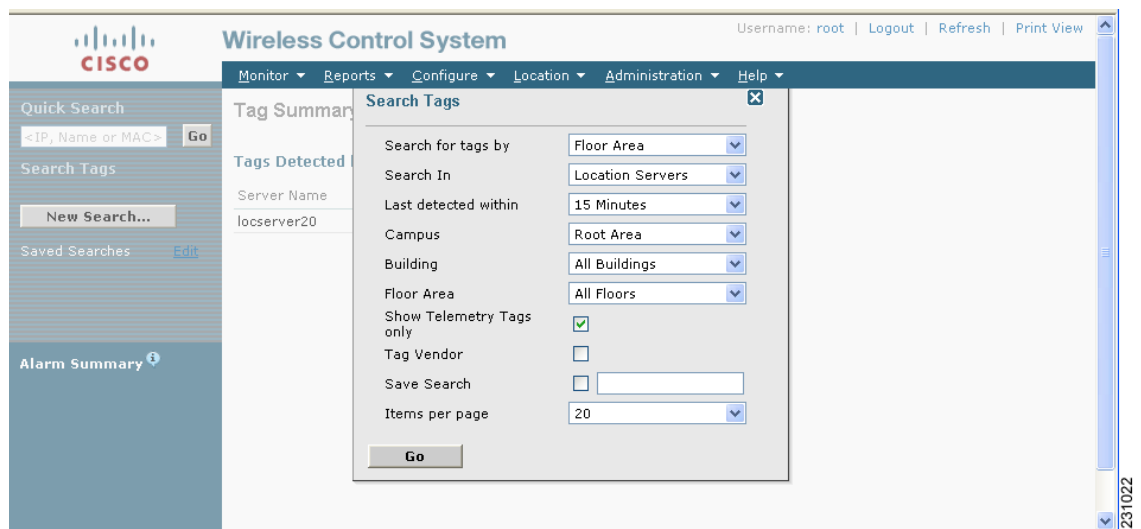 Username: root | Logout | Refresh | Print View
CISCO
Wireless Control System
Monitor Reports Configure Location Administration Help
Quick Search
<IP, Name or MAC> Go
Search Tags
New Search...
Saved Searches Edit
Alarm Summary
Tag Summary
Tags Detected
Server Name
locserver20
Search Tags
Search for tags by Floor Area
Search In Location Servers
Last detected within 15 Minutes
Campus Root Area
Building All Buildings
Floor Area All Floors
Show Telemetry Tags
only
Tag Vendor
Save Search
Items per page 20
Go
231022